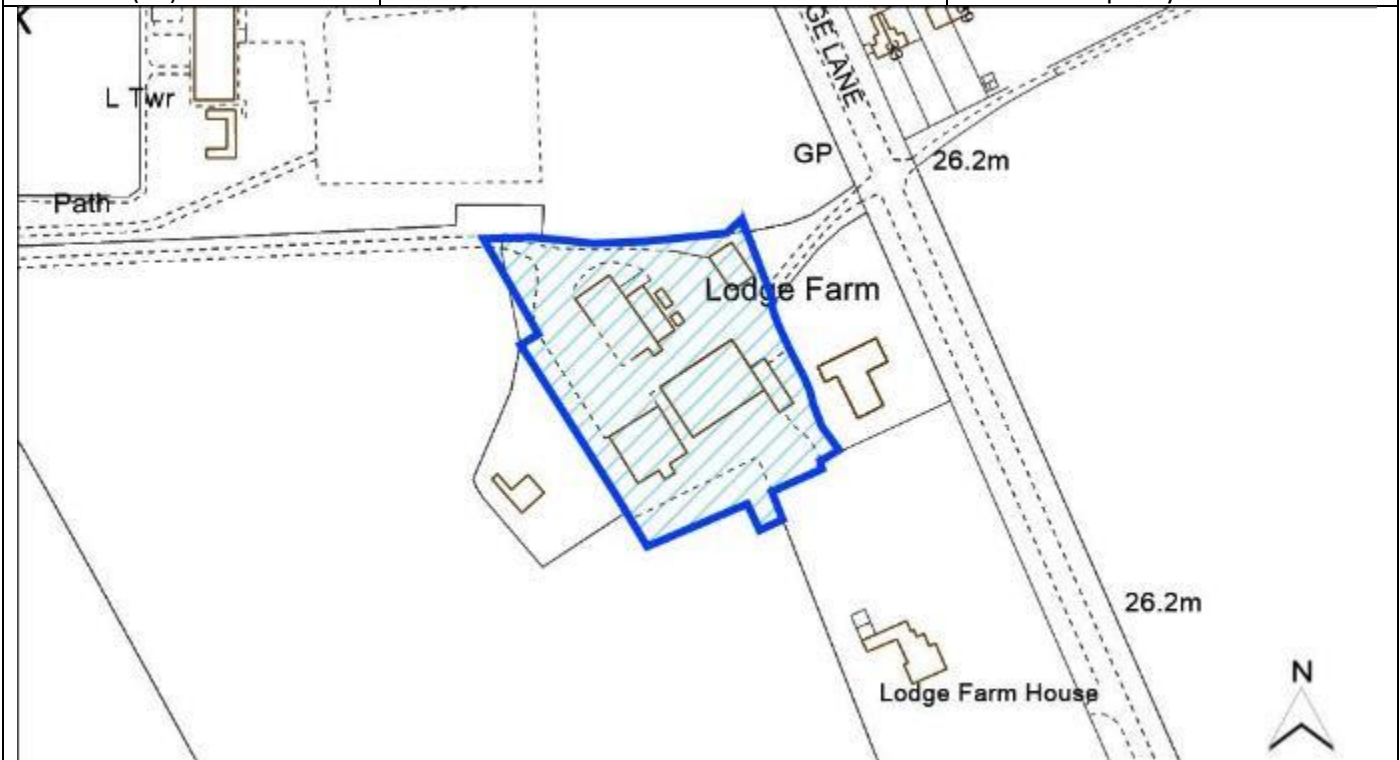 GE LANE
L Twr
GP
26.2m
Path
Lodge Farm
26.2m
N
Lodge Farm House